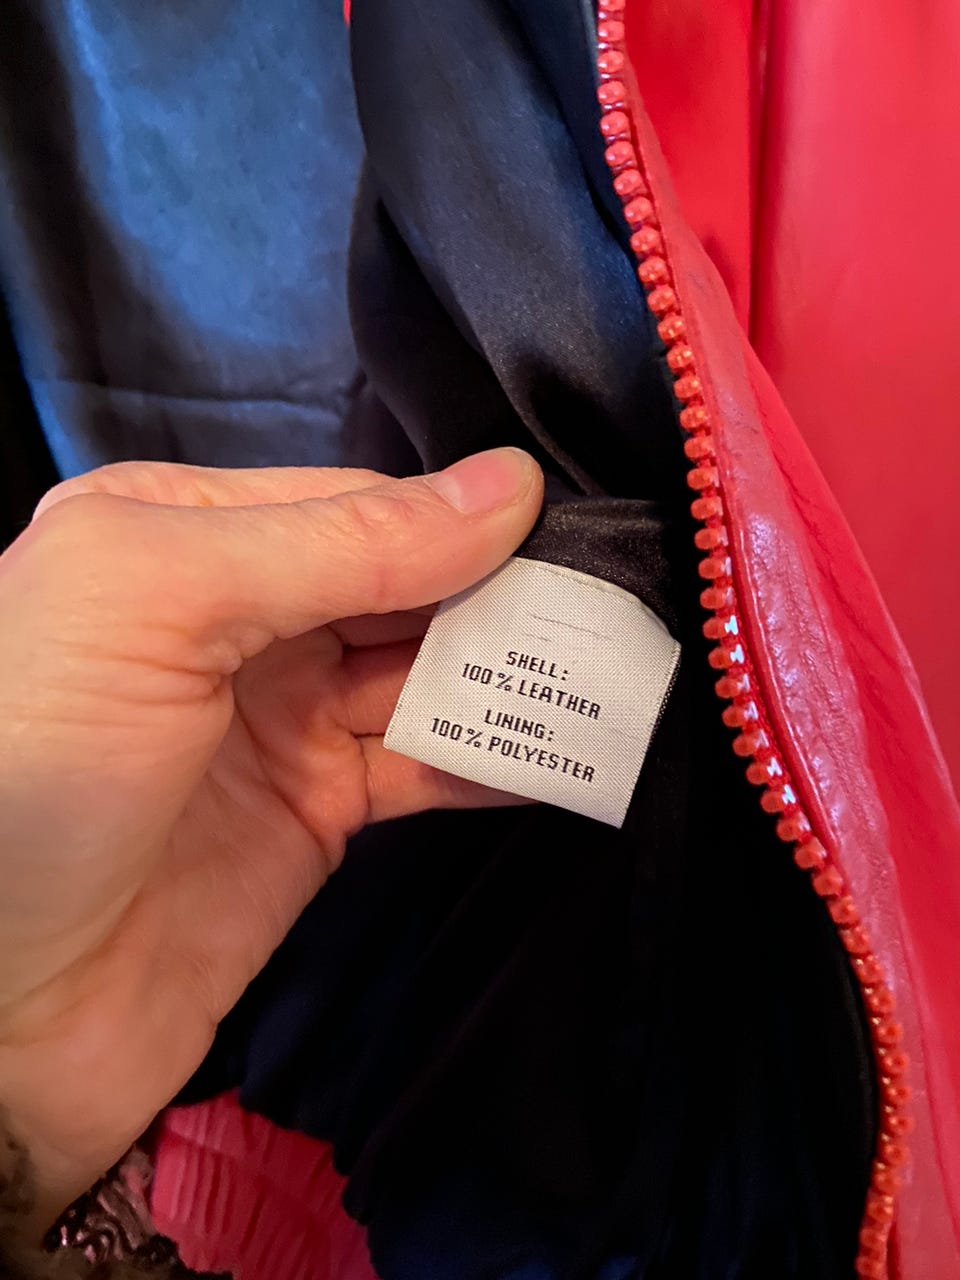 SHELL:
100% LEATHER
LINING:
100% POLYESTER